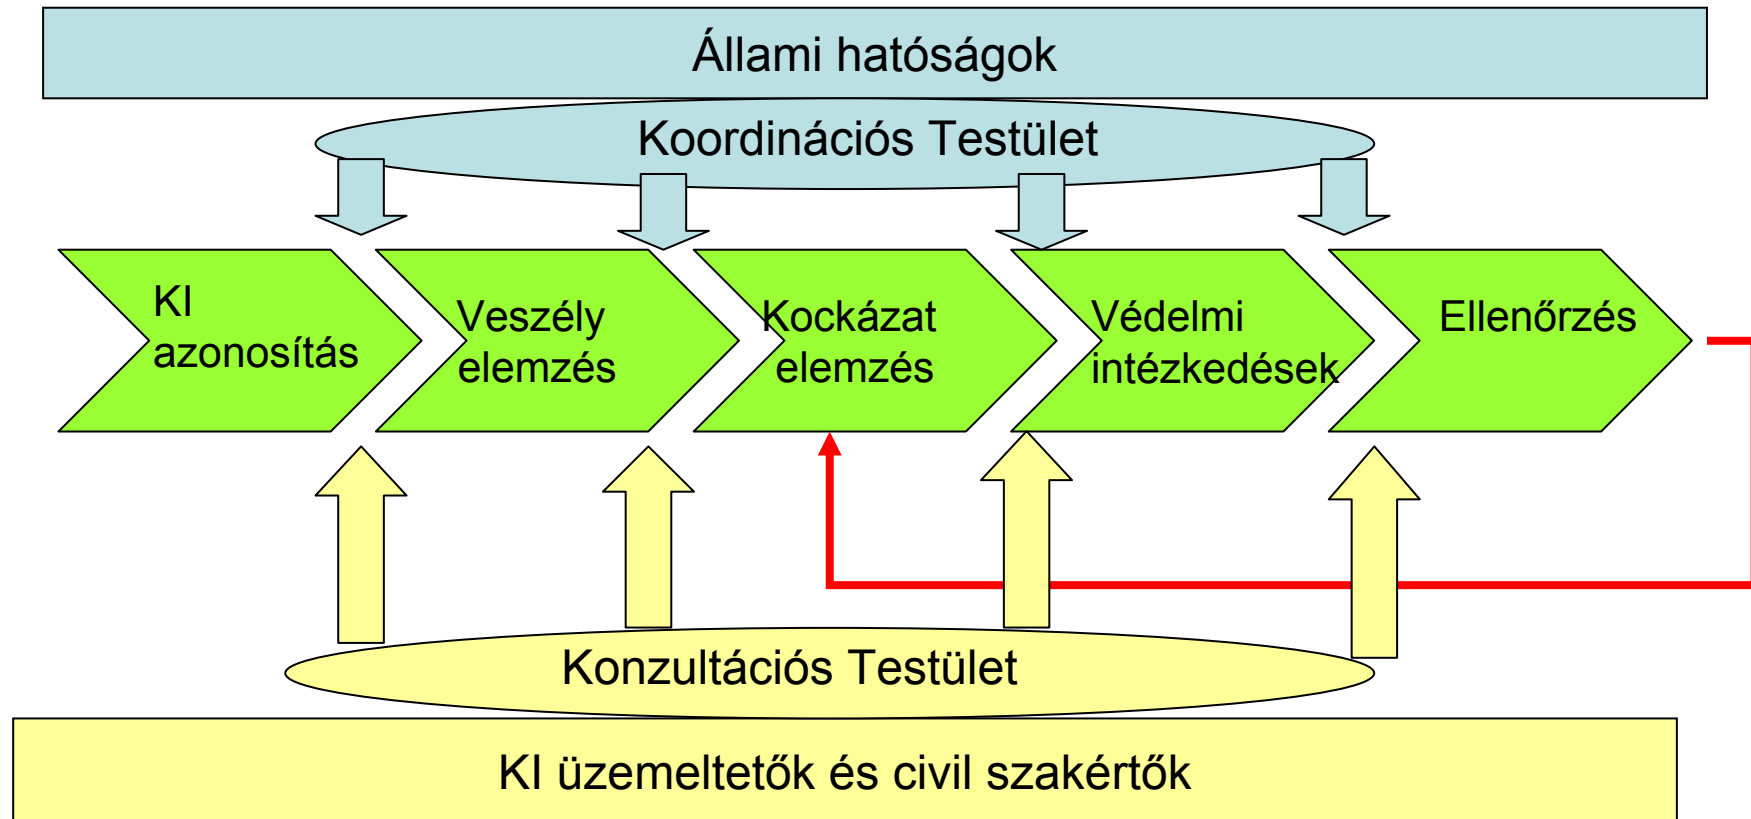 Állami hatóságok
Koordinációs Testület
KI
azonosítás
Veszély
elemzés
Kockázat
elemzés
Védelmi
intézkedések
Ellenőrzés
Konzultációs Testület
KI üzemeltetők és civil szakértők